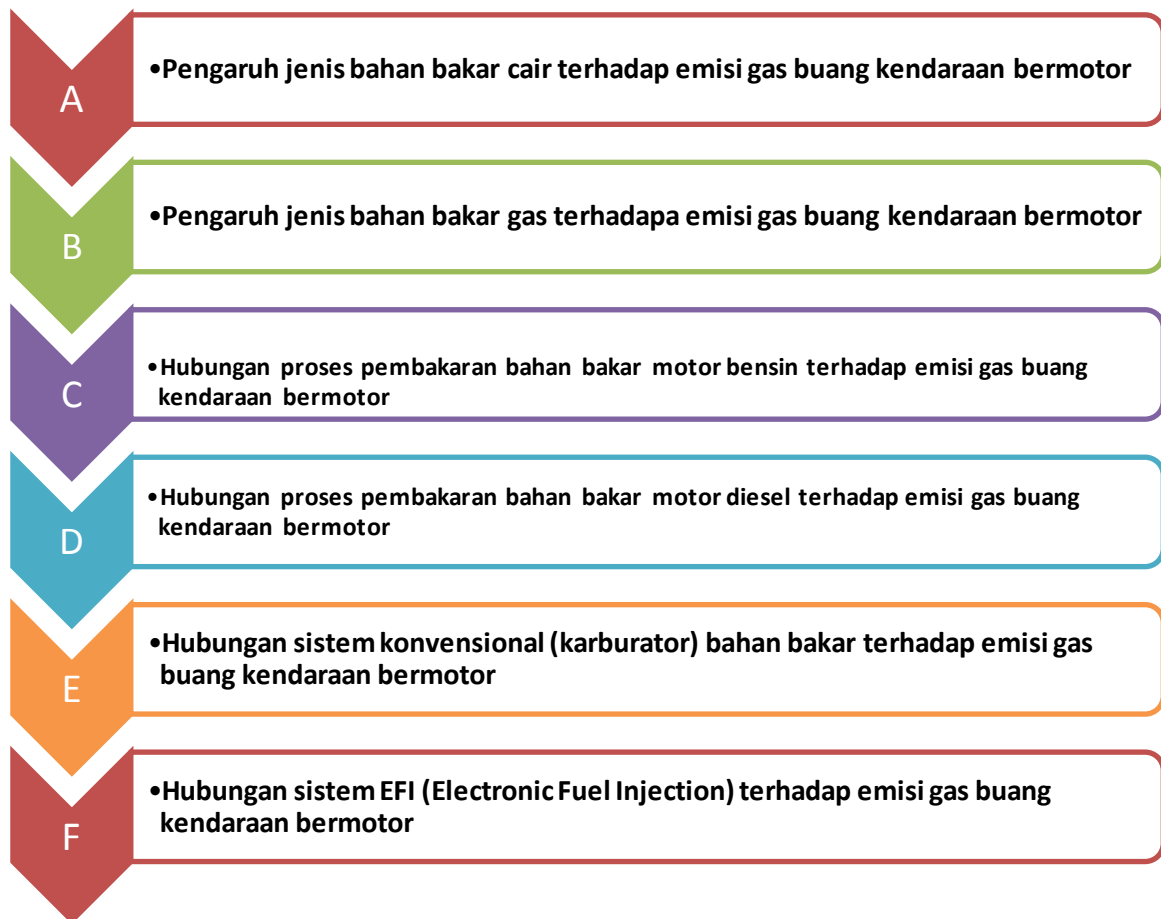 A
•Pengaruh jenis bahan bakar cair terhadap emisi gas buang kendaraan bermotor
B
•Pengaruh jenis bahan bakar gas terhadapa emisi gas buang kendaraan bermotor
C
•Hubungan proses pembakaran bahan bakar motor bensin terhadap emisi gas buang
kendaraan bermotor
D
•Hubungan proses pembakaran bahan bakar motor diesel terhadap emisi gas buang
kendaraan bermotor
E
•Hubungan sistem konvensional (karburator) bahan bakar terhadap emisi gas
buang kendaraan bermotor
F
•Hubungan sistem EFI (Electronic Fuel Injection) terhadap emisi gas buang
kendaraan bermotor